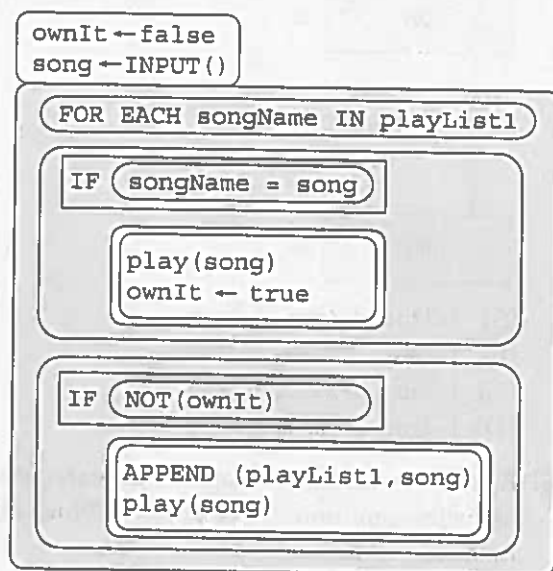 ownIt ← false
song ← INPUT()
FOR EACH songName IN playList1
IF songName = song
play(song)
ownIt ← true
IF NOT(ownIt)
APPEND (playList1,song)
play(song)